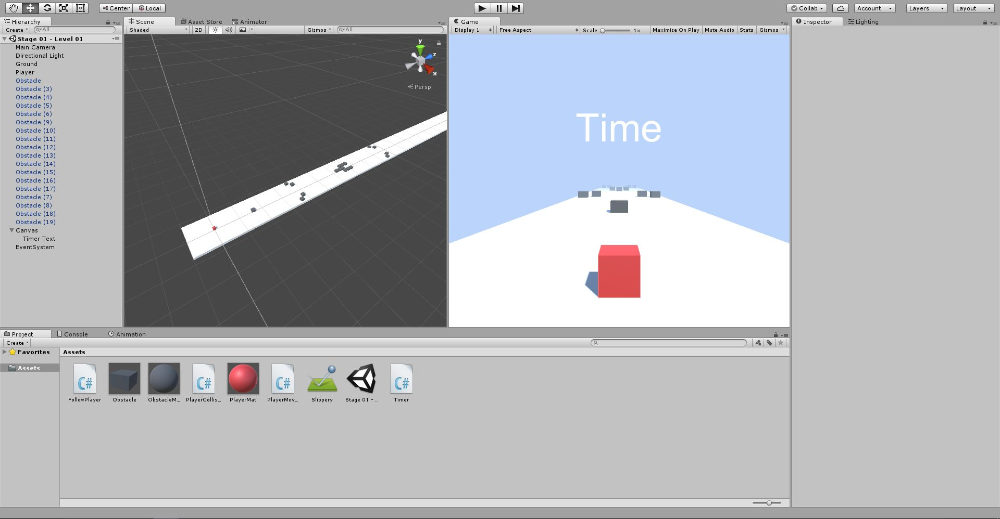 Center Local Collab Account Layers Layout
Hierarchy
Create All
Stage 01 - Level 01
Main Camera
Directional Light
Ground
Player
Obstacle
Obstacle (3)
Obstacle (4)
Obstacle (5)
Obstacle (6)
Obstacle (9)
Obstacle (10)
Obstacle (11)
Obstacle (12)
Obstacle (13)
Obstacle (14)
Obstacle (15)
Obstacle (16)
Obstacle (17)
Obstacle (7)
Obstacle (8)
Obstacle (18)
Obstacle (19)
Canvas
Timer Text
EventSystem
Scene Asset Store Animator
Shaded 2D Gizmos All
y
z
x
Persp
Game
Display 1 Free Aspect Scale 1x Maximize On Play Mute Audio Stats Gizmos
Time
Inspector Lighting
Project Console Animation
Create
Favorites
Assets
Assets
C# C# C# C#
FollowPlayer Obstacle ObstacleM... PlayerCollis... PlayerMat PlayerMov... Slippery Stage 01 - ... Timer